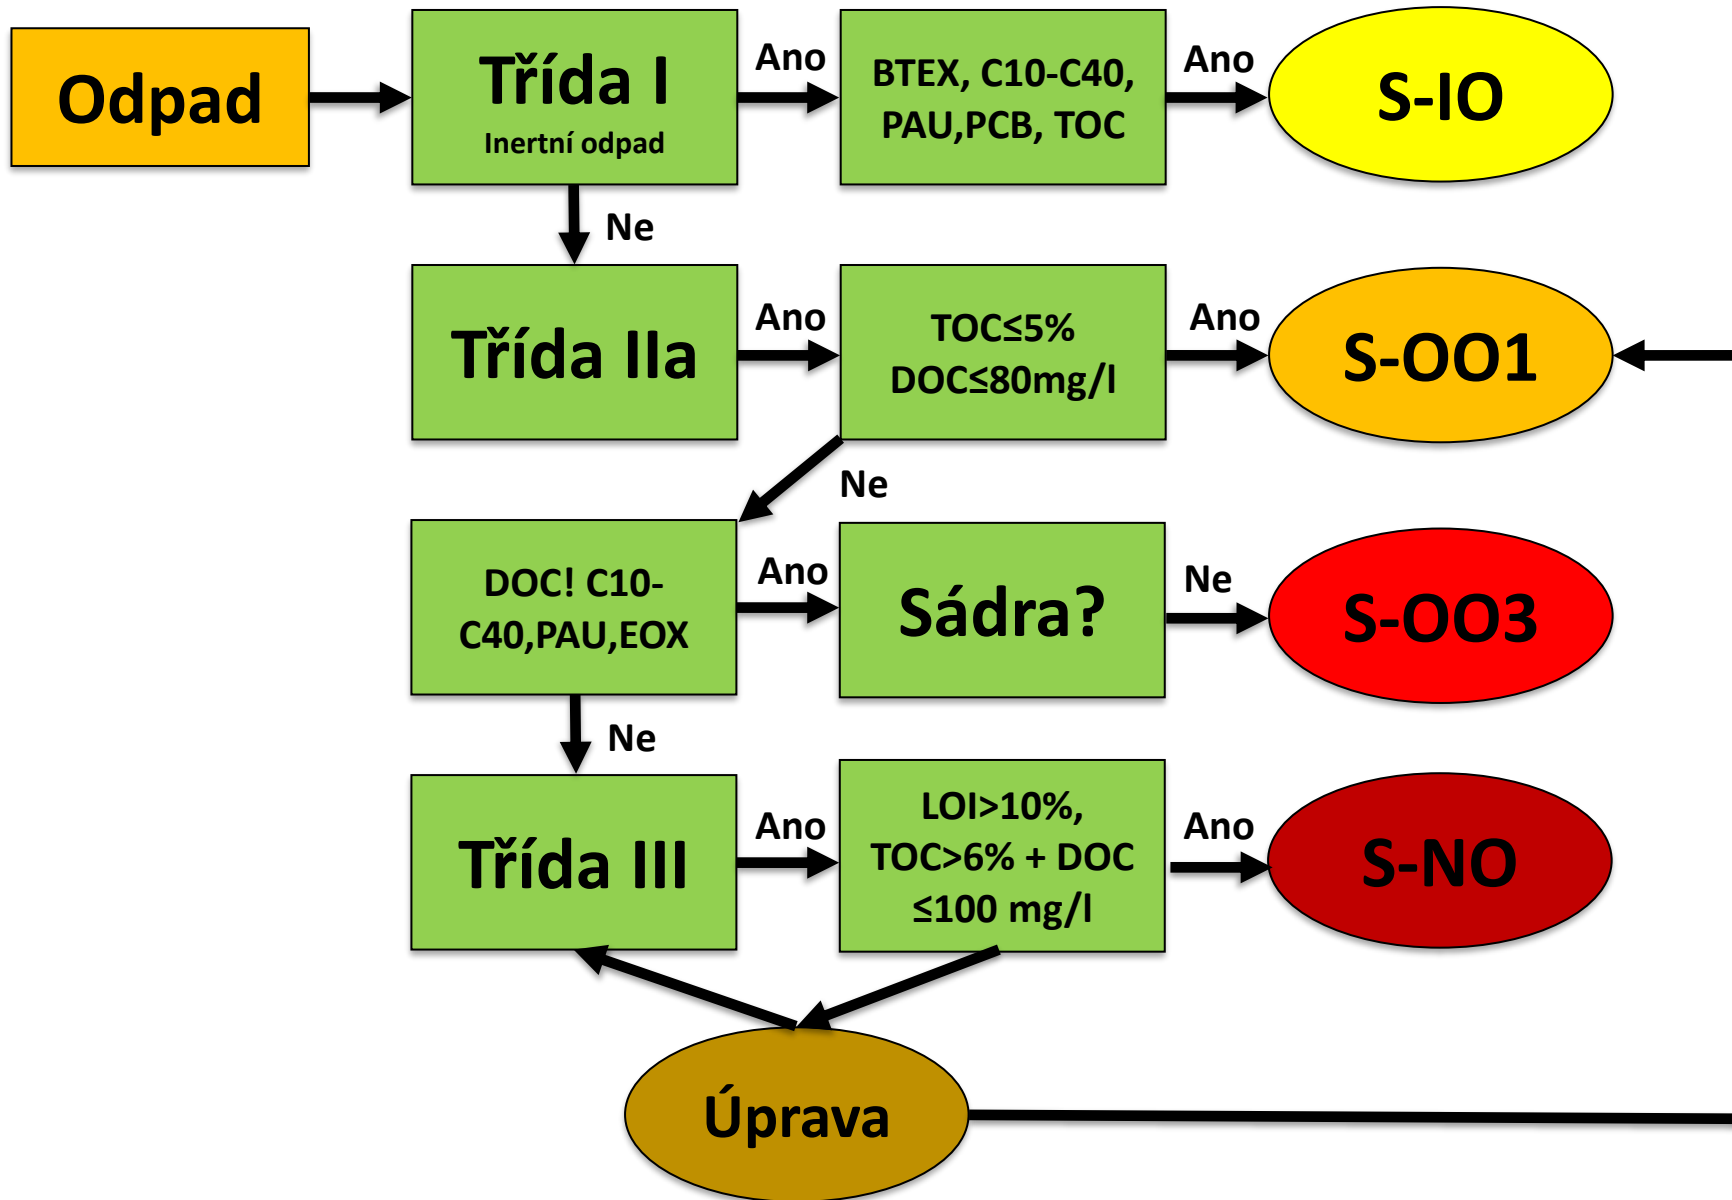 Odpad
Třída I
Inertní odpad
Ano
BTEX, C10-C40,
PAU,PCB, TOC
Ano
S-IO
Ne
Třída IIa
Ano
TOC≤5%
DOC≤80mg/l
Ano
S-OO1
Ne
DOC! C10-
C40,PAU,EOX
Ano
Sádra?
Ne
S-OO3
Ne
Třída III
Ano
LOI>10%,
TOC>6% + DOC
≤100 mg/l
Ano
S-NO
Úprava